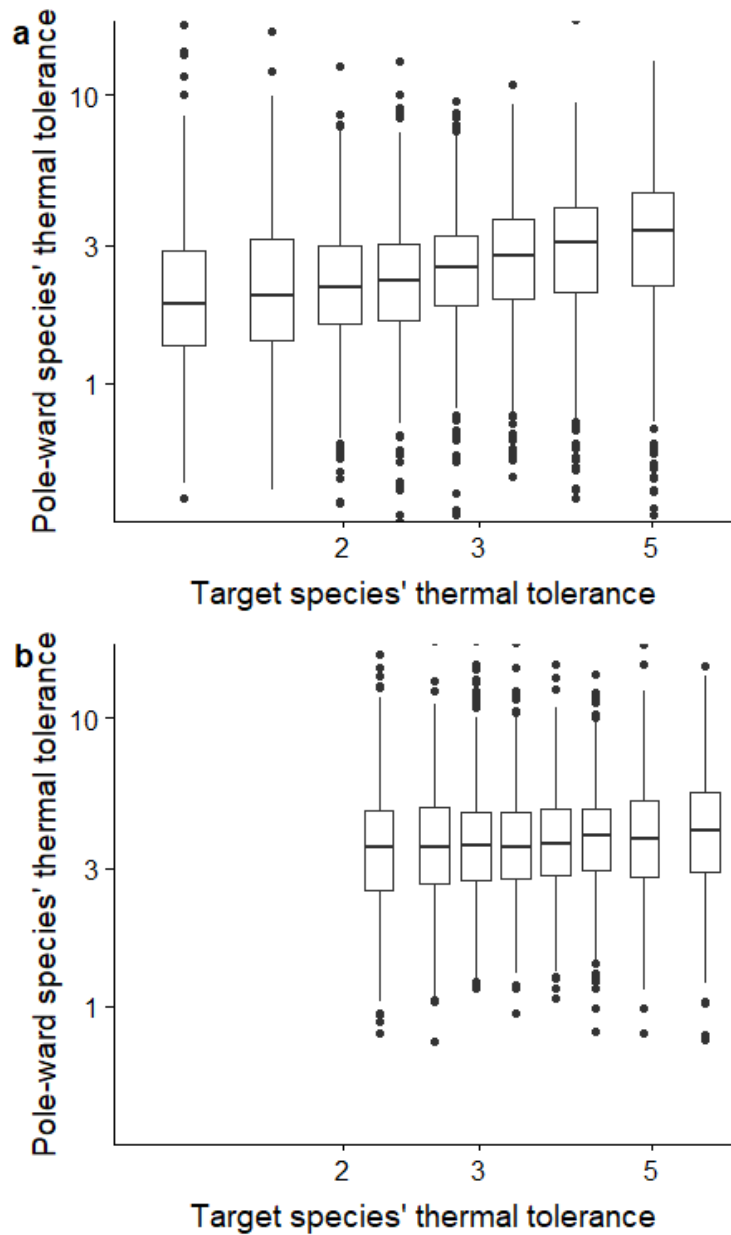 a
Pole-ward species' thermal tolerance
10
3
1
2 3 5
Target species' thermal tolerance
b
Pole-ward species' thermal tolerance
10
3
1
2 3 5
Target species' thermal tolerance